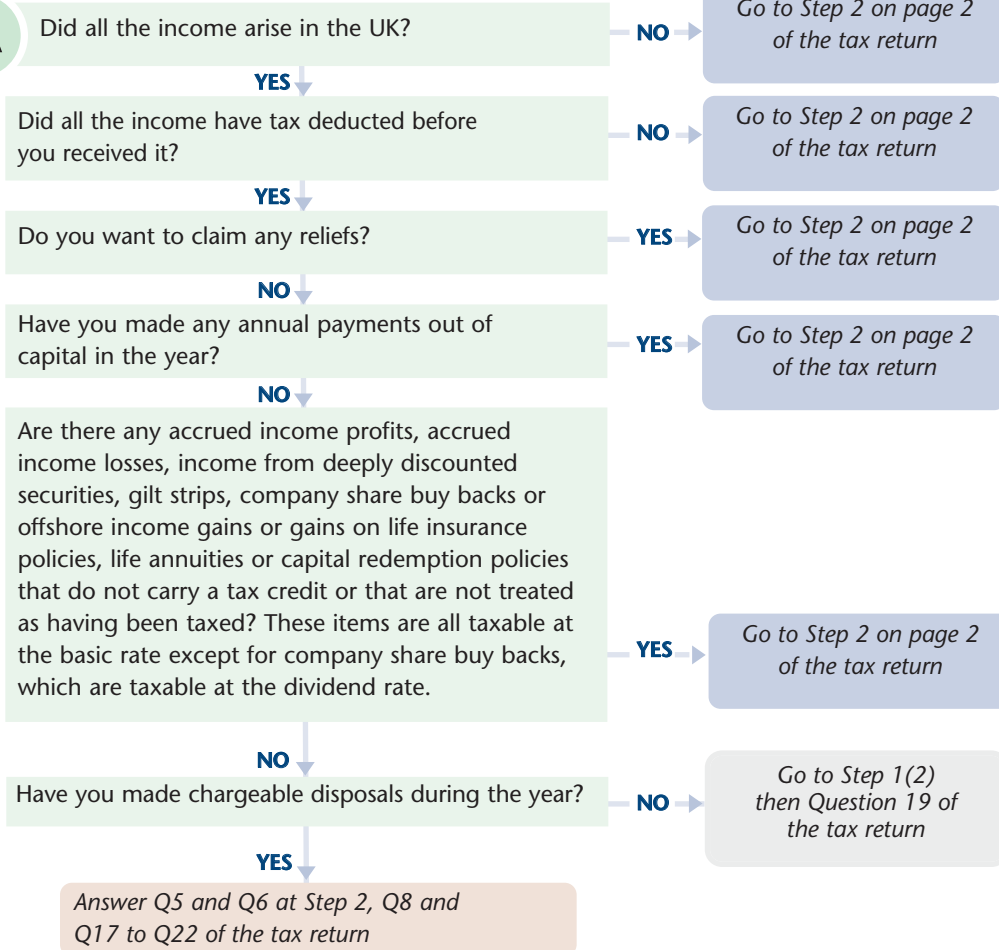 A
Did all the income arise in the UK?
NO
Go to Step 2 on page 2
of the tax return
YES
Did all the income have tax deducted before
you received it?
NO
Go to Step 2 on page 2
of the tax return
YES
Do you want to claim any reliefs?
YES
Go to Step 2 on page 2
of the tax return
NO
Have you made any annual payments out of
capital in the year?
YES
Go to Step 2 on page 2
of the tax return
NO
Are there any accrued income profits, accrued
income losses, income from deeply discounted
securities, gilt strips, company share buy backs or
offshore income gains or gains on life insurance
policies, life annuities or capital redemption policies
that do not carry a tax credit or that are not treated
as having been taxed? These items are all taxable at
the basic rate except for company share buy backs,
which are taxable at the dividend rate.
YES
Go to Step 2 on page 2
of the tax return
NO
Have you made chargeable disposals during the year?
NO
Go to Step 1(2)
then Question 19 of
the tax return
YES
Answer Q5 and Q6 at Step 2, Q8 and
Q17 to Q22 of the tax return